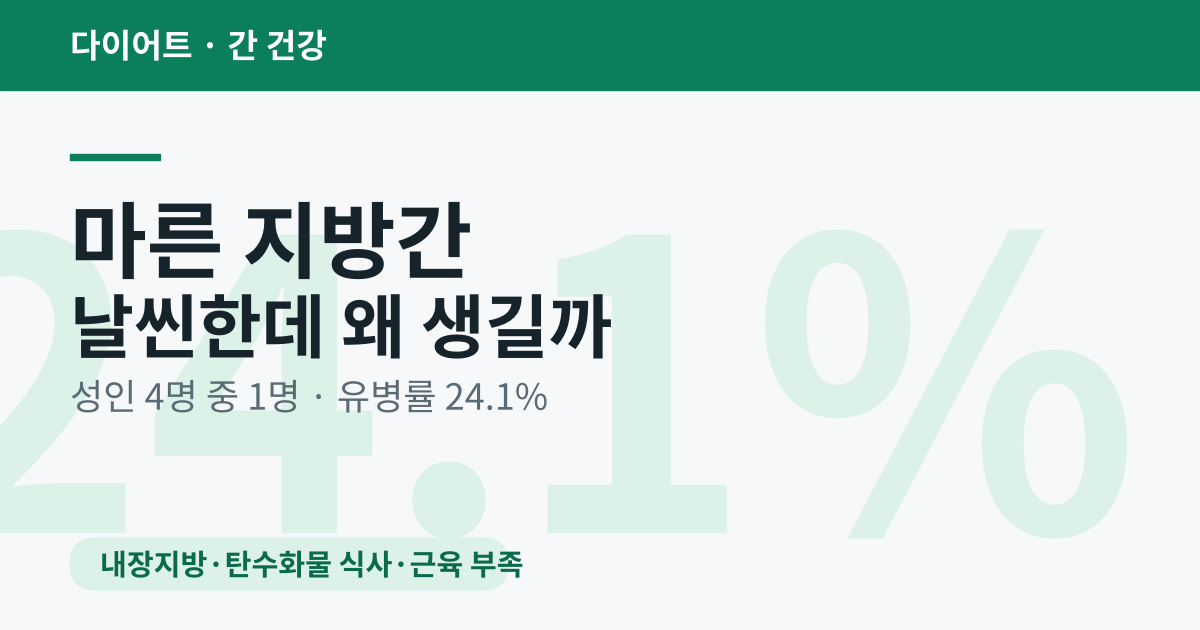 다이어트 · 간 건강
마른 지방간
날씬한데 왜 생길까
성인 4명 중 1명 · 유병률 24.1%
24.1%
내장지방·탄수화물 식사·근육 부족